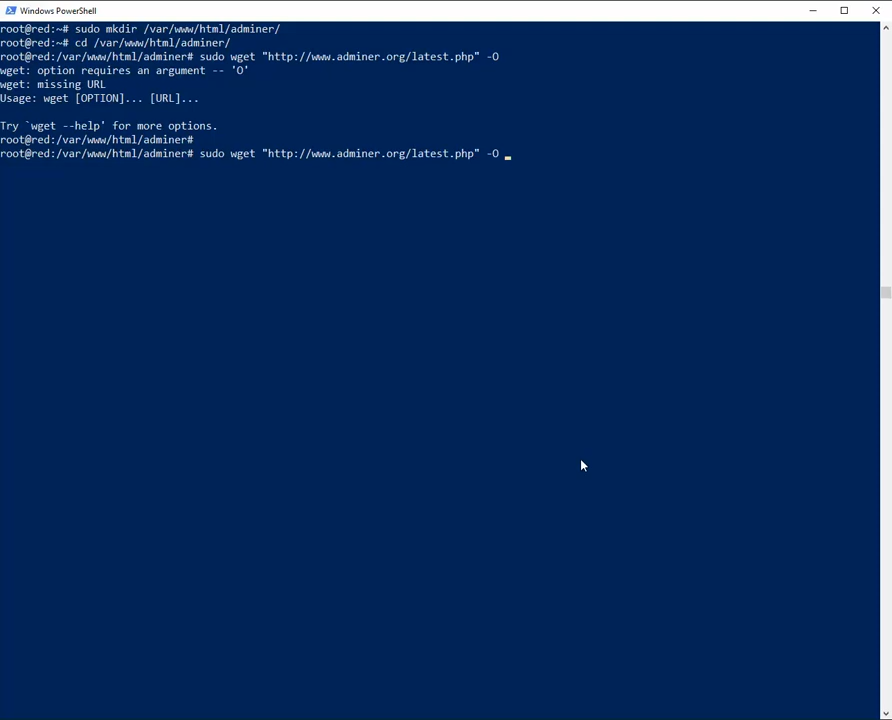 Windows PowerShell
root@red:~# sudo mkdir /var/www/html/adminer/
root@red:~# cd /var/www/html/adminer/
root@red:/var/www/html/adminer# sudo wget "http://www.adminer.org/latest.php" -O
wget: option requires an argument -- 'O'
wget: missing URL
Usage: wget [OPTION]... [URL]...
Try `wget --help' for more options.
root@red:/var/www/html/adminer#
root@red:/var/www/html/adminer# sudo wget "http://www.adminer.org/latest.php" -O